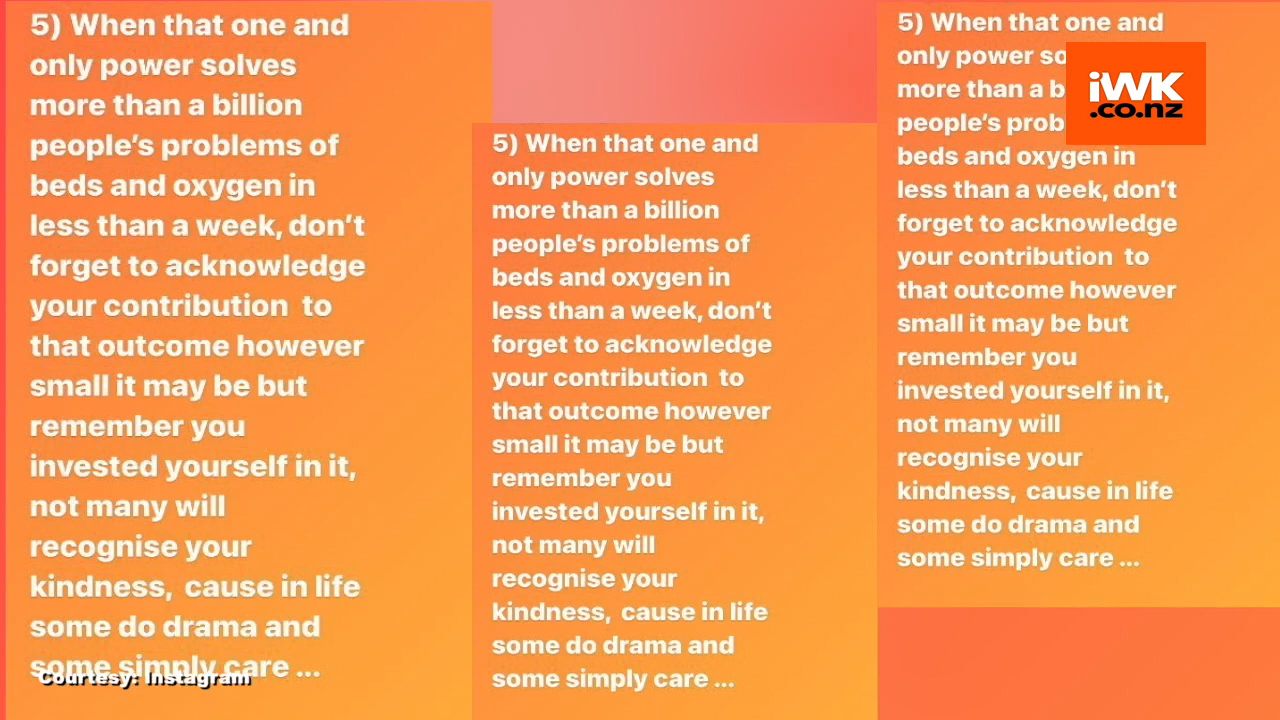 5) When that one and
only power solves
more than a billion
people's problems of
beds and oxygen in
less than a week, don't
forget to acknowledge
your contribution to
that outcome however
small it may be but
remember you
invested yourself in it,
not many will
recognise your
kindness, cause in life
some do drama and
some simply care ...
Courtesy: Instagram
5) When that one and
only power solves
more than a billion
people's problems of
beds and oxygen in
less than a week, don't
forget to acknowledge
your contribution to
that outcome however
small it may be but
remember you
invested yourself in it,
not many will
recognise your
kindness, cause in life
some do drama and
some simply care ...
5) When that one and
only power so
more than a b
people's prob
beds and oxygen in
less than a week, don't
forget to acknowledge
your contribution to
that outcome however
small it may be but
remember you
invested yourself in it,
not many will
recognise your
kindness, cause in life
some do drama and
some simply care ...
iWK
.co.nz